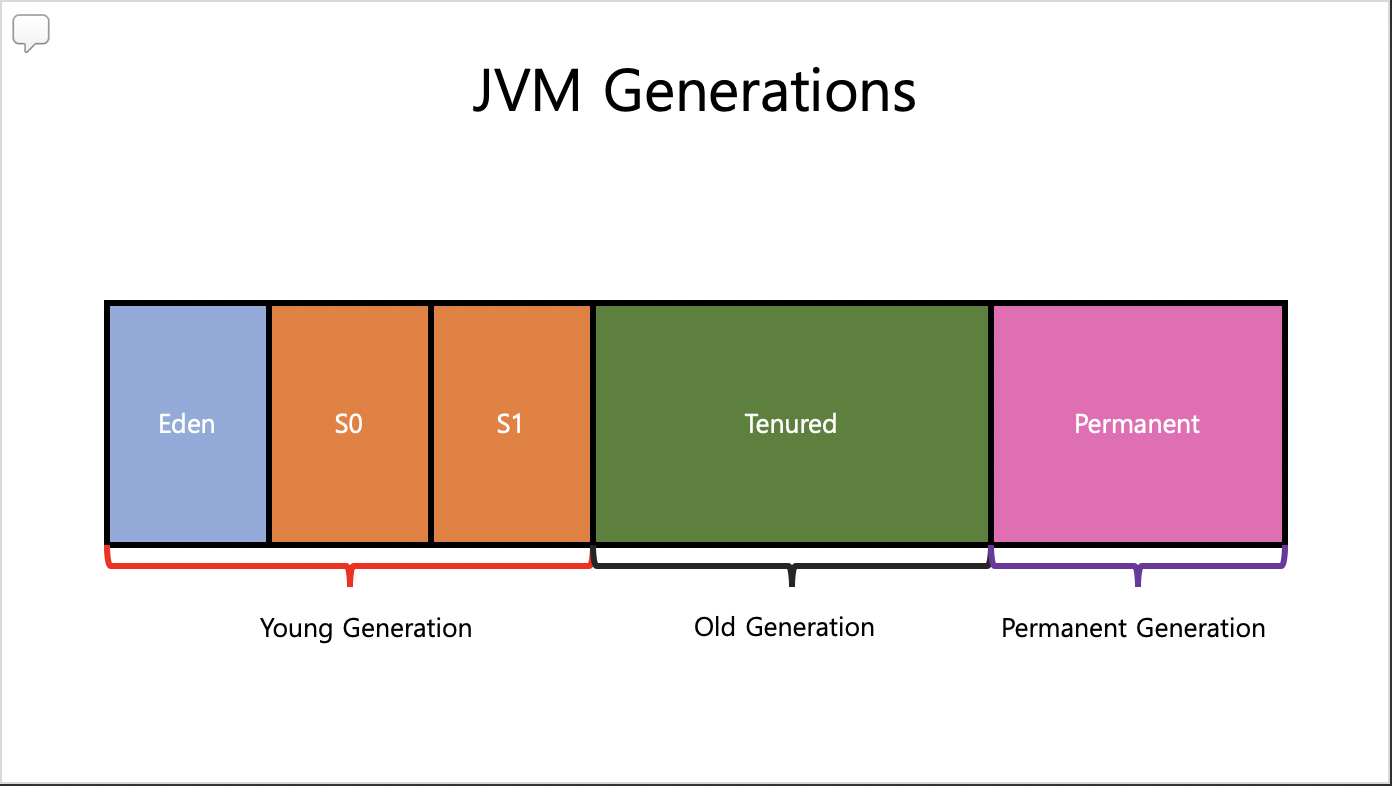 JVM Generations
Eden
S0
S1
Tenured
Permanent
Young Generation
Old Generation
Permanent Generation